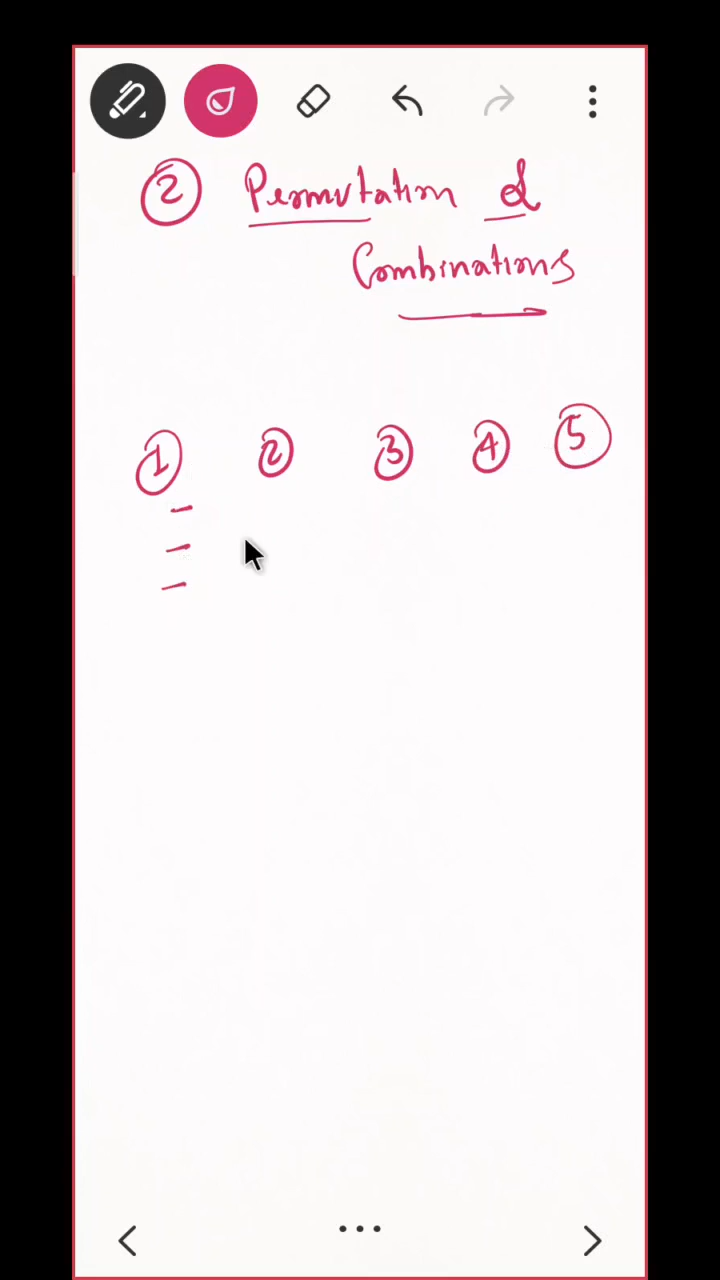 ② Permutation &
Combinations
① ② ③ ④ ⑤
-
-
-